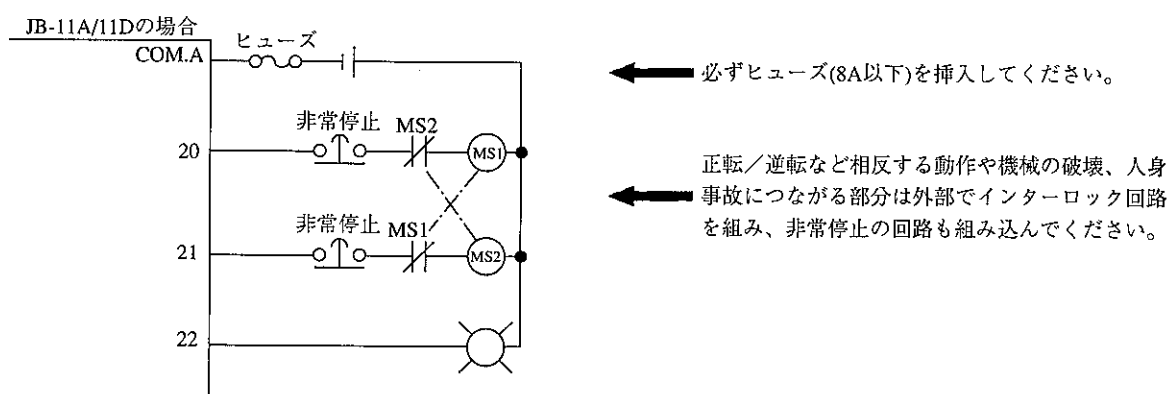 JB-11A/11Dの場合
COM.A
ヒューズ
必ずヒューズ(8A以下)を挿入してください。
非常停止
MS2
20
MS1
正転／逆転など相反する動作や機械の破壊、人身
事故につながる部分は外部でインターロック回路
を組み、非常停止の回路も組み込んでください。
非常停止
MS1
21
MS2
22